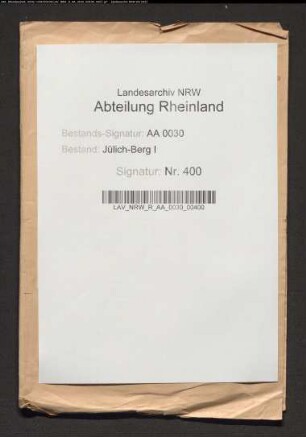 Landesarchiv NRW
Abteilung Rheinland
Bestands-Signatur: AA 0030
Bestand: Jülich-Berg I
Signatur: Nr. 400
LAV_NRW_R_AA_0030_00400